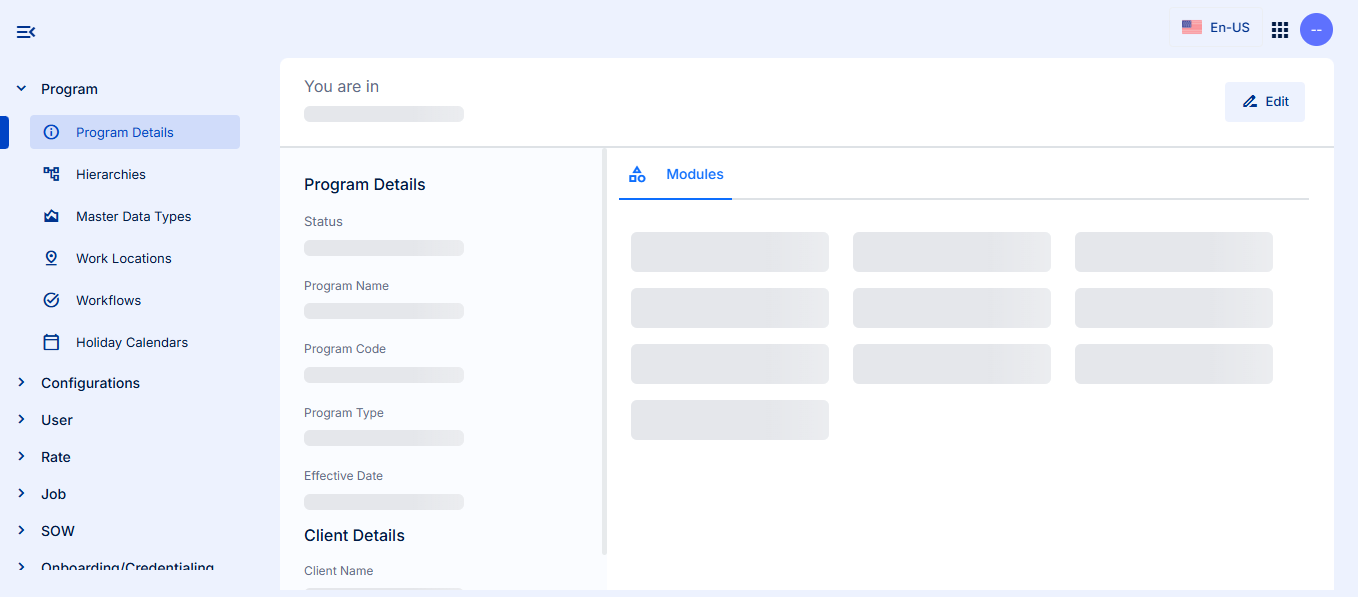 En-US
--
Program
Program Details
Hierarchies
Master Data Types
Work Locations
Workflows
Holiday Calendars
Configurations
User
Rate
Job
SOW
Onboarding/Credentialing
You are in
Edit
Program Details
Status
Program Name
Program Code
Program Type
Effective Date
Client Details
Client Name
Modules